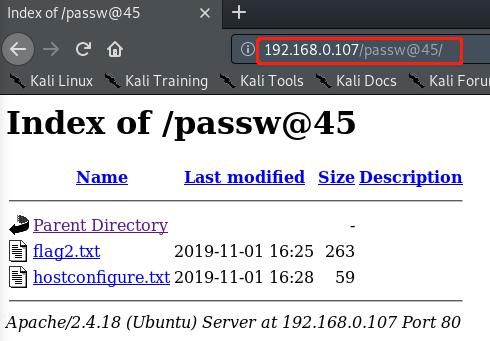 Index of /passw@45
192.168.0.107/passw@45/
Kali Linux Kali Training Kali Tools Kali Docs Kali Forum
Index of /passw@45
Name Last modified Size Description
Parent Directory -
flag2.txt 2019-11-01 16:25 263
hostconfigure.txt 2019-11-01 16:28 59
Apache/2.4.18 (Ubuntu) Server at 192.168.0.107 Port 80